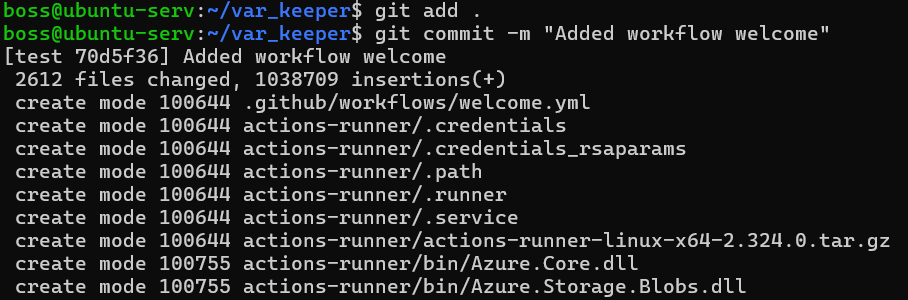 boss@ubuntu-serv:~/var_keeper$ git add .
boss@ubuntu-serv:~/var_keeper$ git commit -m "Added workflow welcome"
[test 70d5f36] Added workflow welcome
 2612 files changed, 1038709 insertions(+)
 create mode 100644 .github/workflows/welcome.yml
 create mode 100644 actions-runner/.credentials
 create mode 100644 actions-runner/.credentials_rsaparams
 create mode 100644 actions-runner/.path
 create mode 100644 actions-runner/.runner
 create mode 100644 actions-runner/.service
 create mode 100644 actions-runner/actions-runner-linux-x64-2.324.0.tar.gz
 create mode 100755 actions-runner/bin/Azure.Core.dll
 create mode 100755 actions-runner/bin/Azure.Storage.Blobs.dll